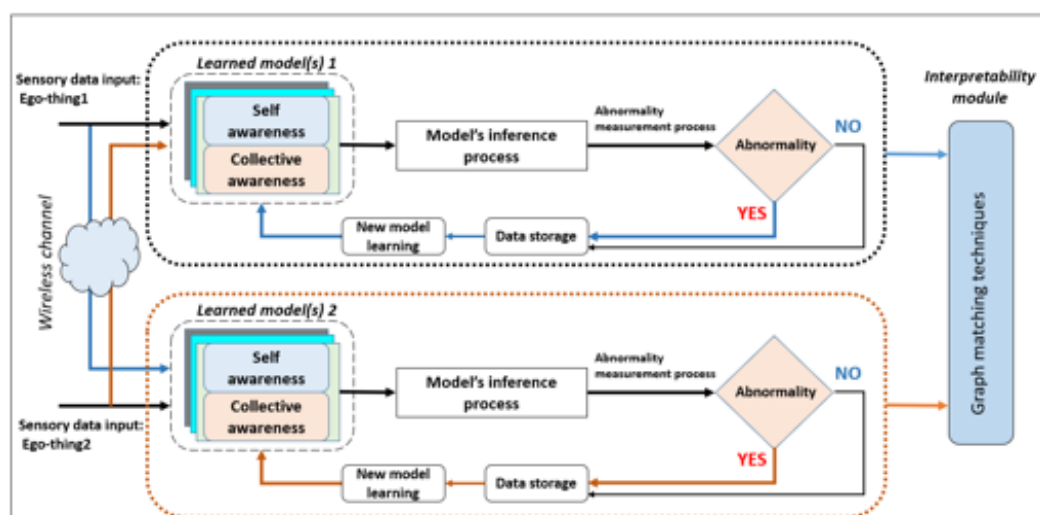 Sensory data input:
Ego-thing1
Learned model(s) 1
Self
awareness
Collective
awareness
Model's inference
process
Abnormality
measurement process
Abnormality
NO
YES
New model
learning
Data storage
Interpretability
module
Graph matching techniques
Wireless channel
Learned model(s) 2
Self
awareness
Collective
awareness
Model's inference
process
Abnormality
measurement process
Abnormality
NO
YES
New model
learning
Data storage
Sensory data input:
Ego-thing2